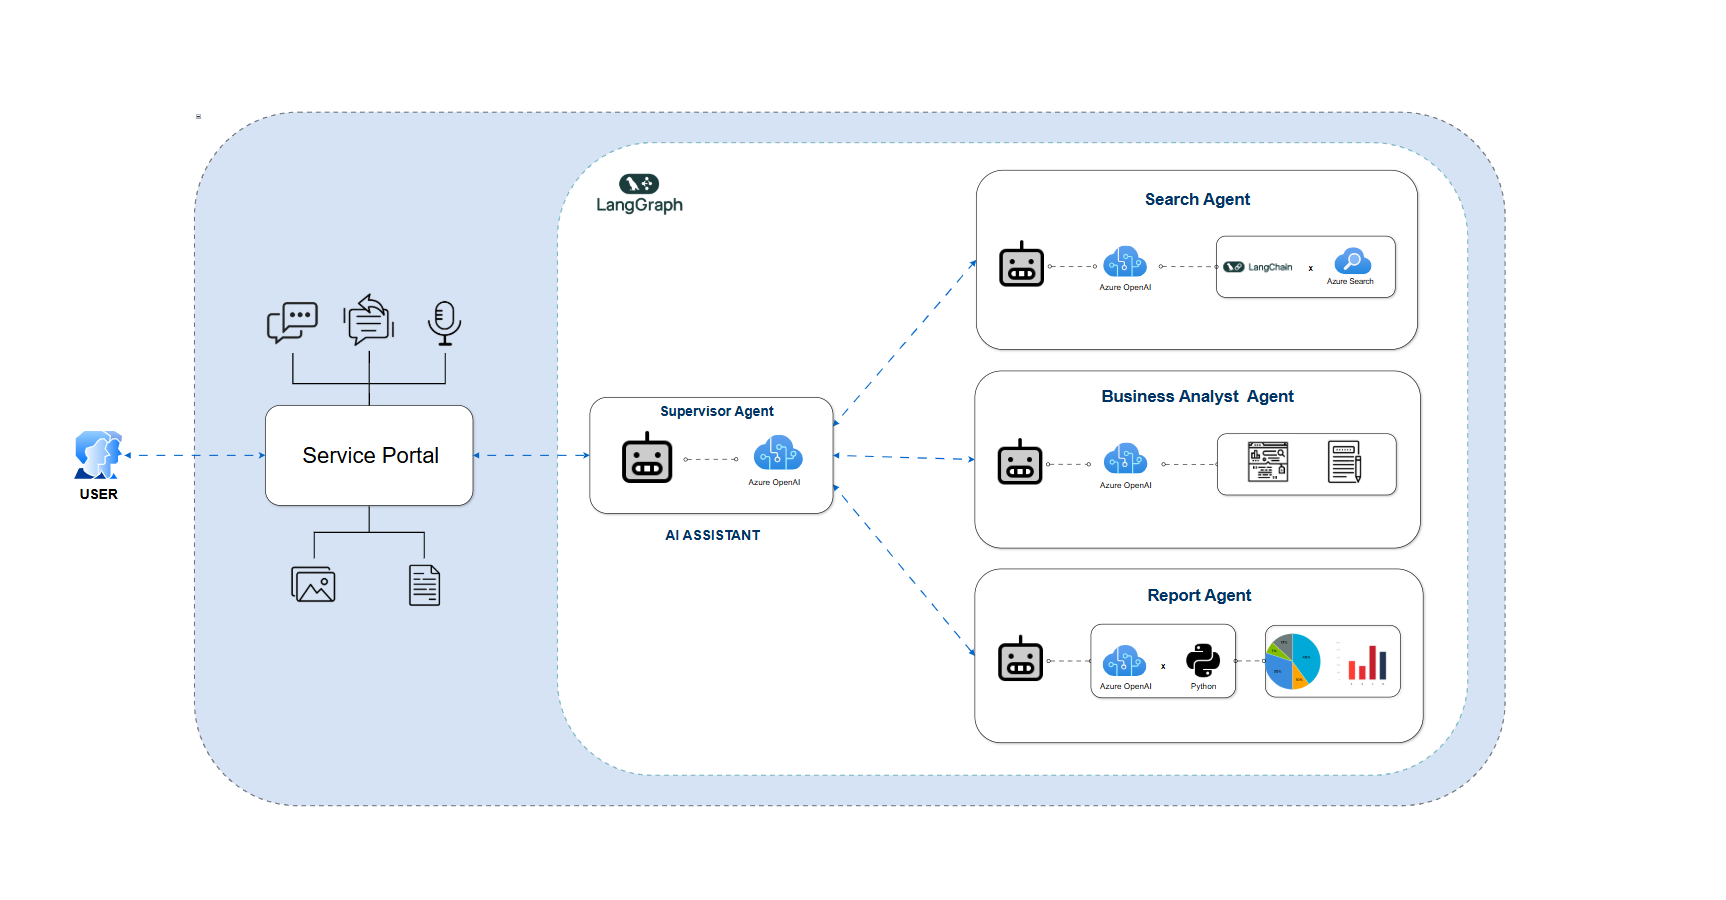 LangGraph
Search Agent
Azure OpenAI
LangChain
x
Azure Search
USER
Service Portal
Supervisor Agent
Azure OpenAI
AI ASSISTANT
Business Analyst  Agent
Azure OpenAI
Report Agent
Azure OpenAI
x
Python